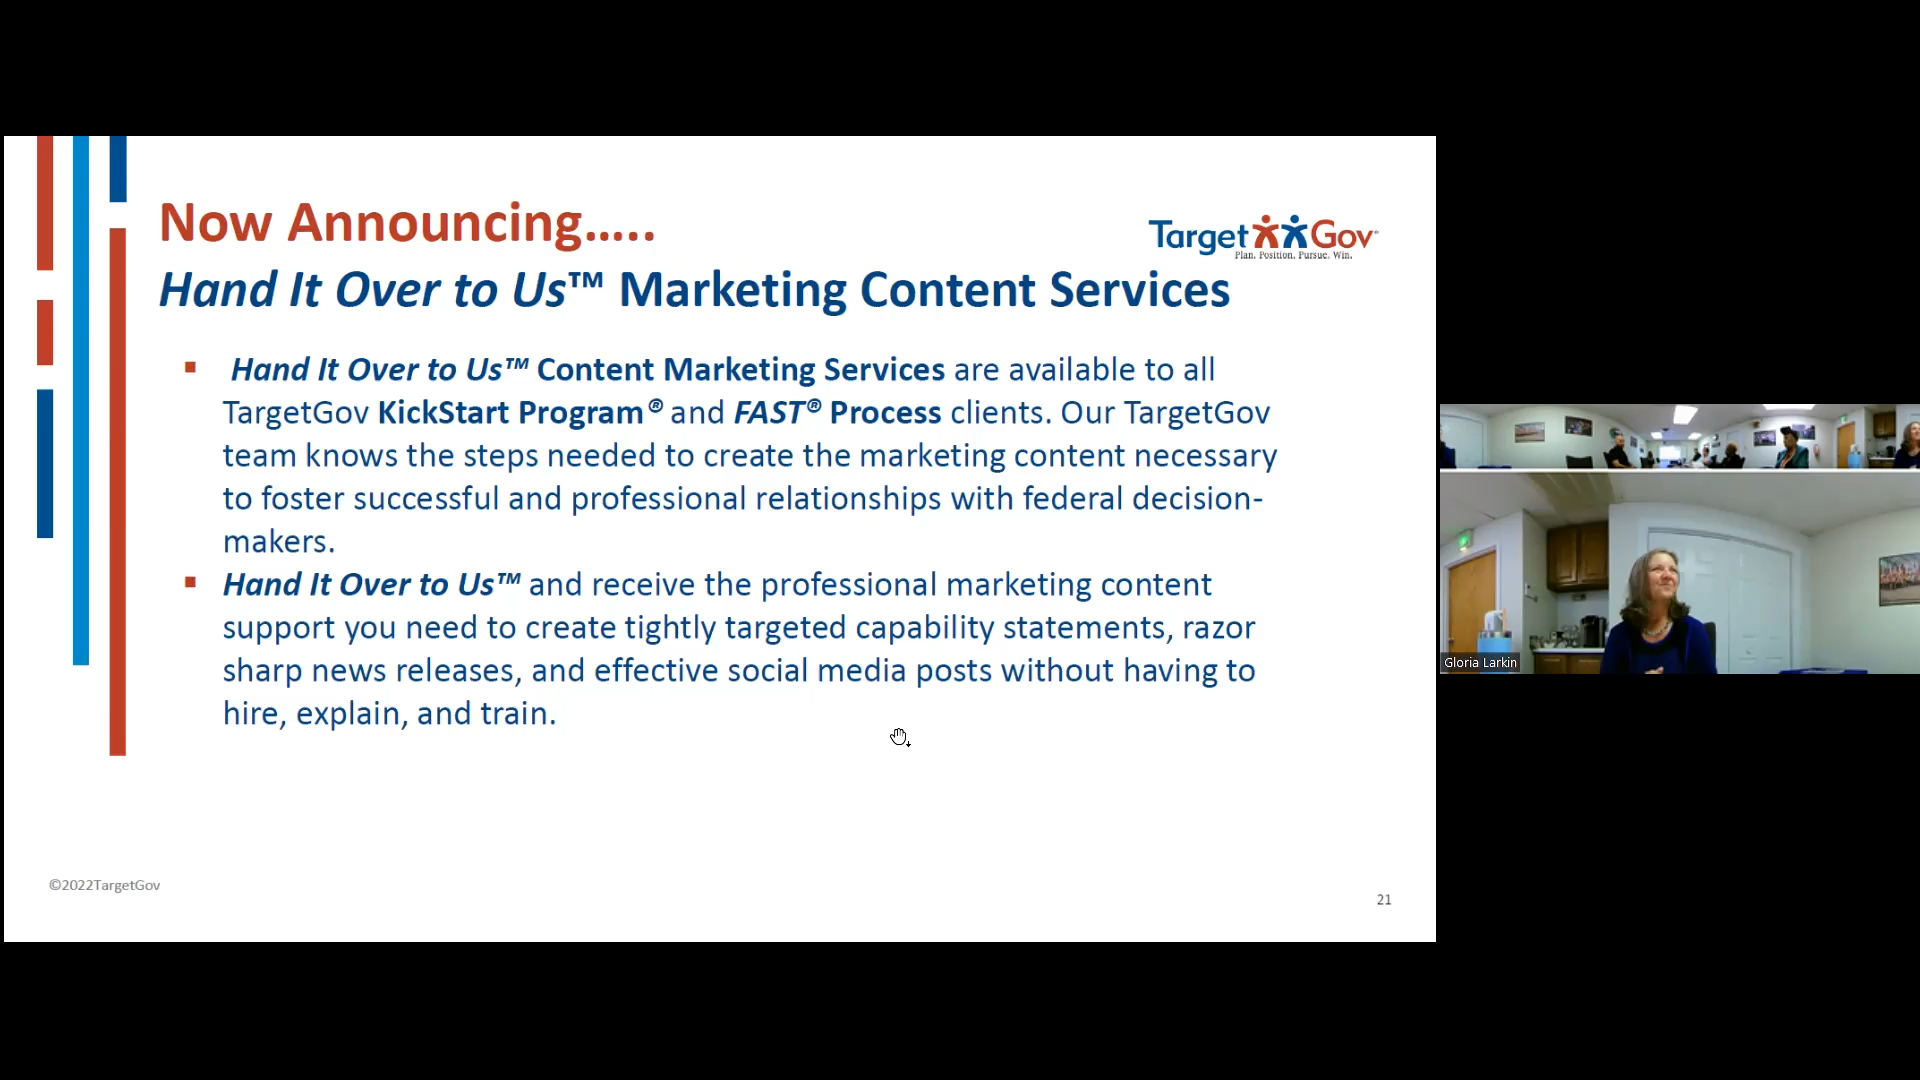 Now Announcing.....
TargetGov
Plan. Position. Pursue. Win.
Hand It Over to Us™ Marketing Content Services
▪ Hand It Over to Us™ Content Marketing Services are available to all
TargetGov KickStart Program® and FAST® Process clients. Our TargetGov
team knows the steps needed to create the marketing content necessary
to foster successful and professional relationships with federal decision-
makers.
▪ Hand It Over to Us™ and receive the professional marketing content
support you need to create tightly targeted capability statements, razor
sharp news releases, and effective social media posts without having to
hire, explain, and train.
Gloria Larkin
©2022TargetGov
21